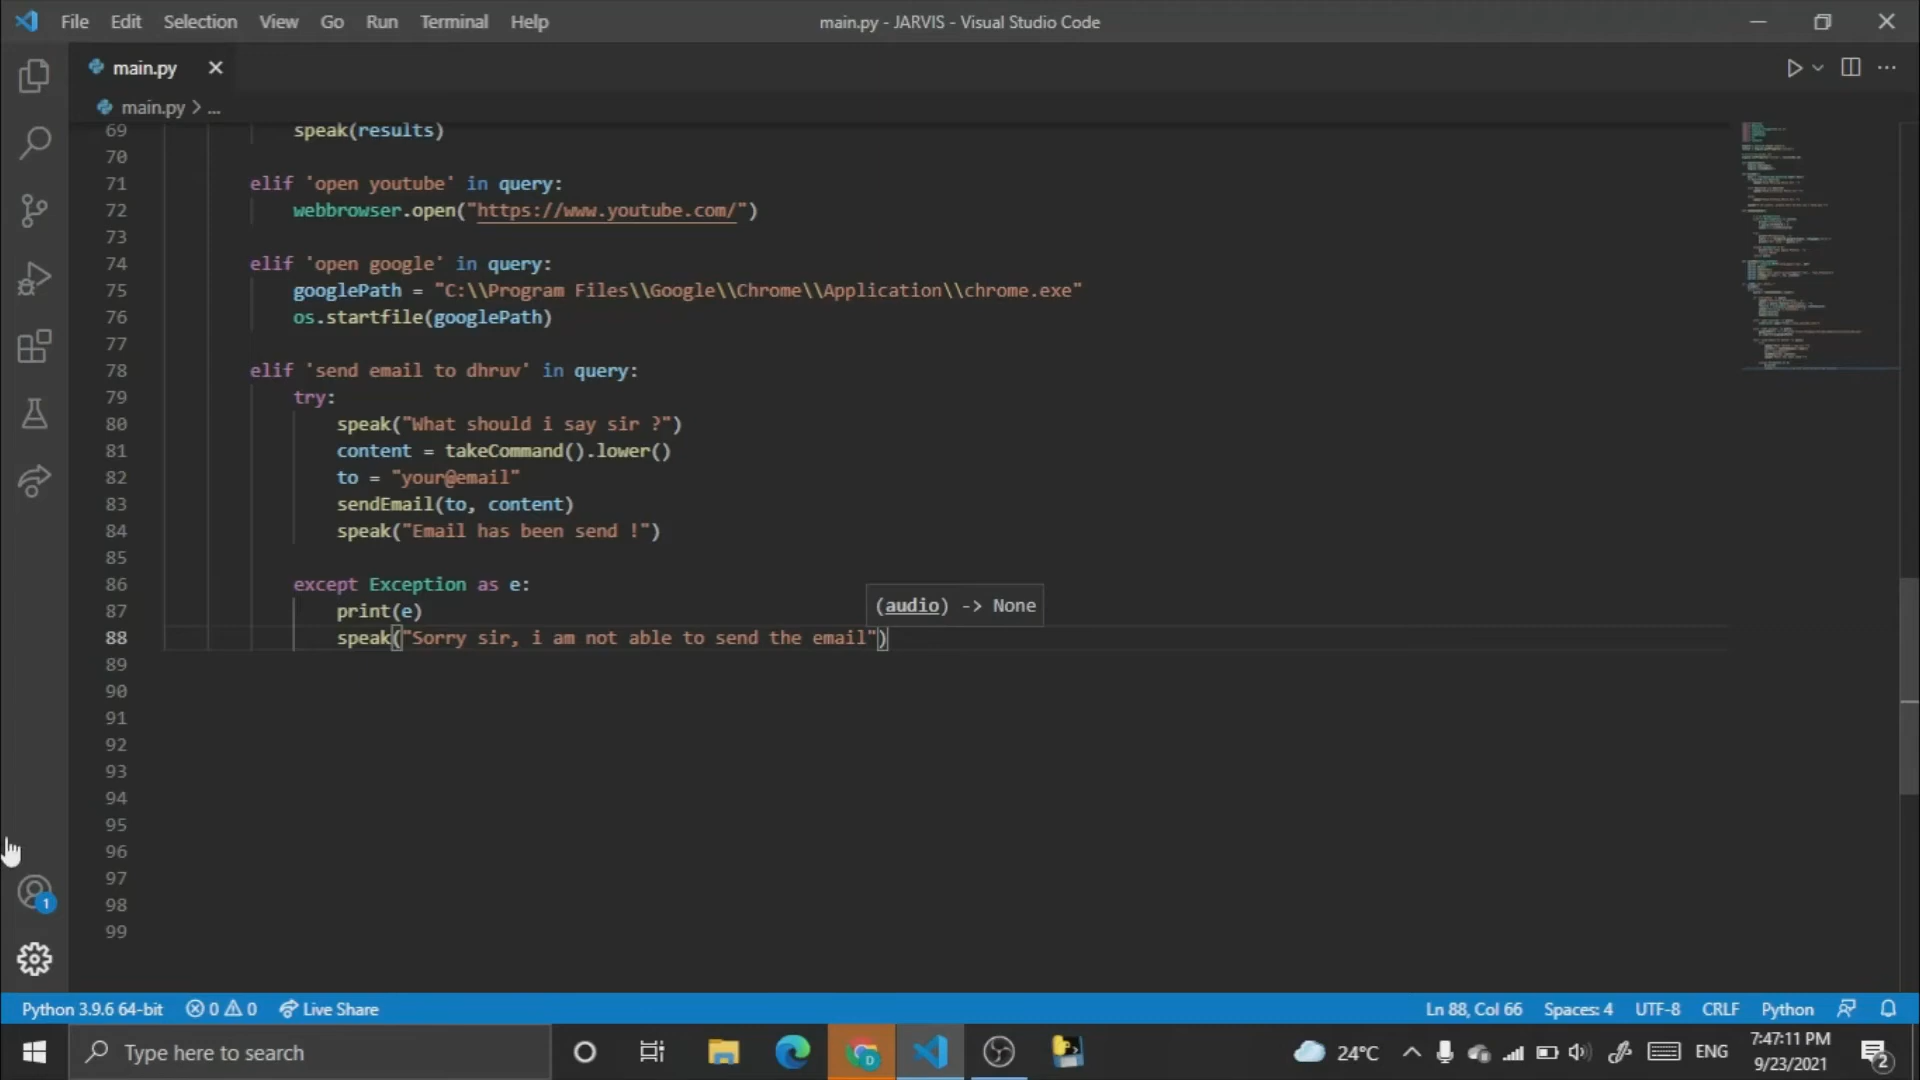 File Edit Selection View Go Run Terminal Help
main.py - JARVIS - Visual Studio Code
main.py
main.py > ...
69 speak(results)
70
71 elif 'open youtube' in query:
72 webbrowser.open("https://www.youtube.com/")
73
74 elif 'open google' in query:
75 googlePath = "C:\\Program Files\\Google\\Chrome\\Application\\chrome.exe"
76 os.startfile(googlePath)
77
78 elif 'send email to dhruv' in query:
79 try:
80 speak("What should i say sir ?")
81 content = takeCommand().lower()
82 to = "your@email"
83 sendEmail(to, content)
84 speak("Email has been send !")
85
86 except Exception as e:
(audio) -> None
87 print(e)
88 speak("Sorry sir, i am not able to send the email")
89
90
91
92
93
94
95
96
97
98
99
1
Python 3.9.6 64-bit 0 0 Live Share Ln 88, Col 66 Spaces: 4 UTF-8 CRLF Python
Type here to search D 24°C ENG 7:47:11 PM
9/23/2021 2